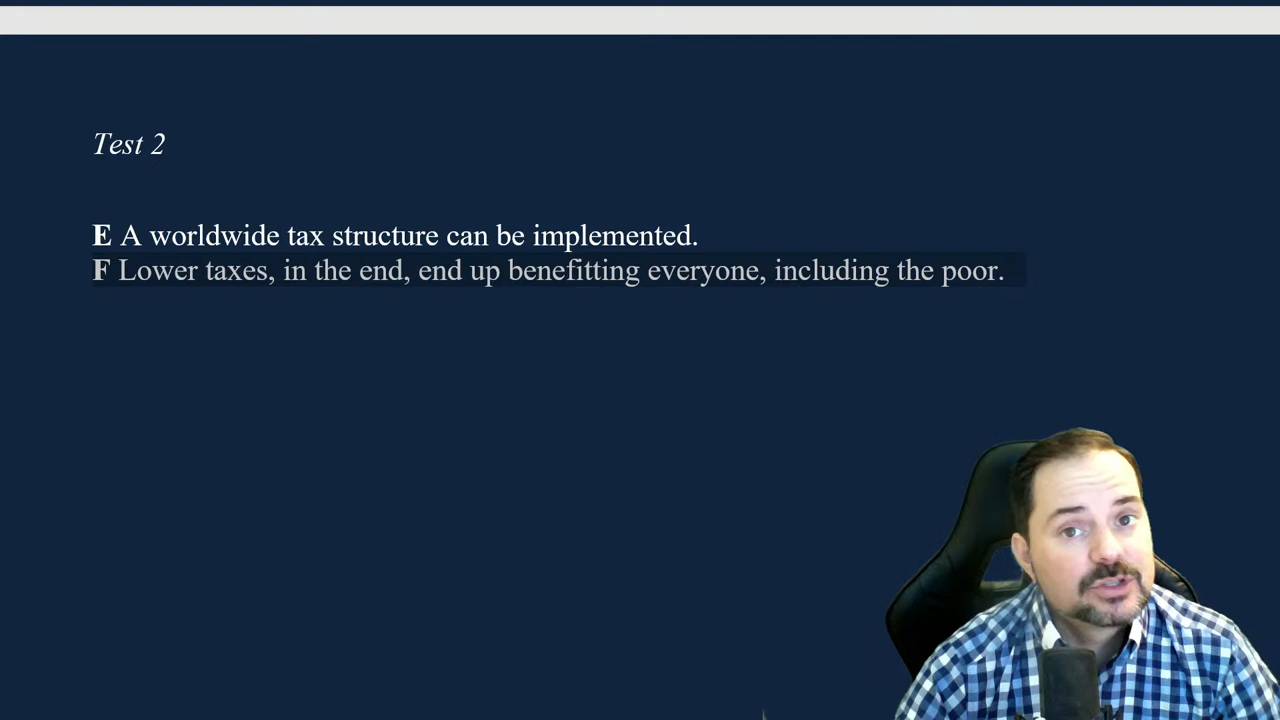 Test 2
E A worldwide tax structure can be implemented.
F Lower taxes, in the end, end up benefitting everyone, including the poor.